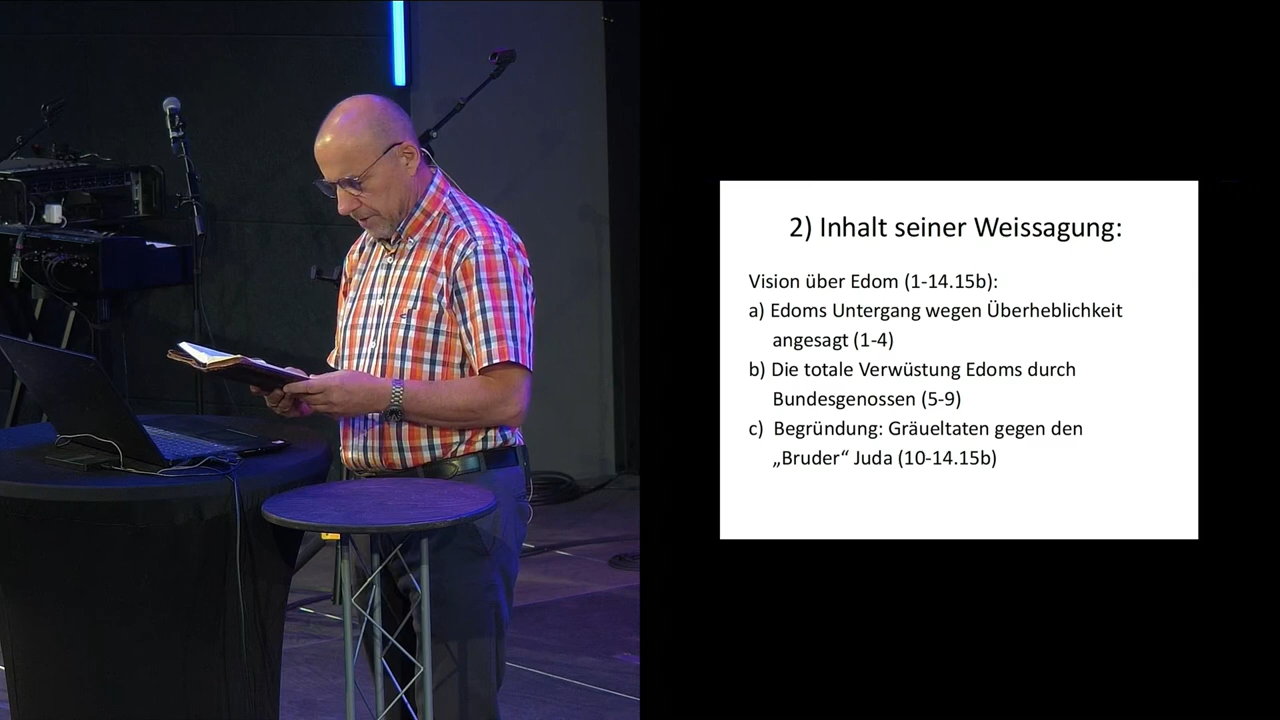 2) Inhalt seiner Weissagung:
Vision über Edom (1-14.15b):
a) Edoms Untergang wegen Überheblichkeit
angesagt (1-4)
b) Die totale Verwüstung Edoms durch
Bundesgenossen (5-9)
c) Begründung: Gräueltaten gegen den
„Bruder“ Juda (10-14.15b)